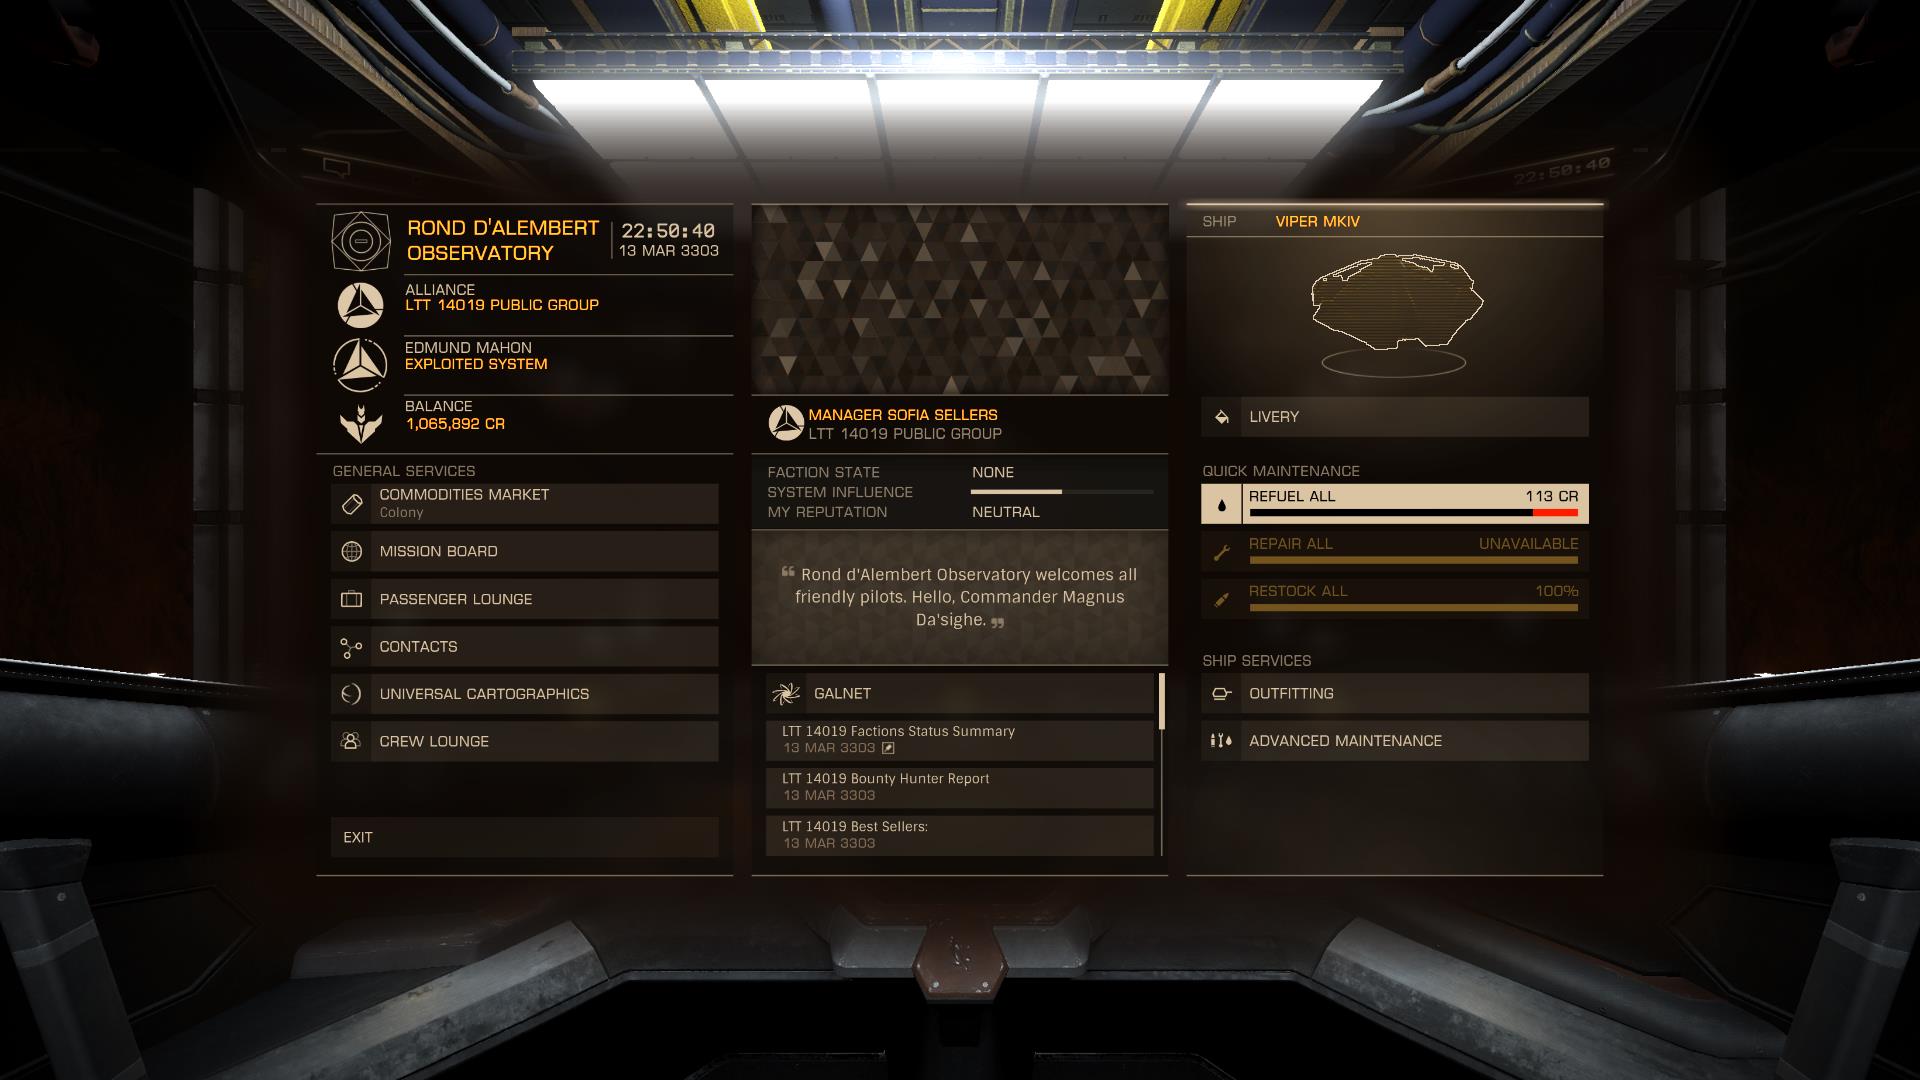 22:50:40
ROND D'ALEMBERT
OBSERVATORY
22:50:40
13 MAR 3303
ALLIANCE
LTT 14019 PUBLIC GROUP
EDMUND MAHON
EXPLOITED SYSTEM
BALANCE
1,065,892 CR
GENERAL SERVICES
COMMODITIES MARKET
Colony
MISSION BOARD
PASSENGER LOUNGE
CONTACTS
UNIVERSAL CARTOGRAPHICS
CREW LOUNGE
EXIT
MANAGER SOFIA SELLERS
LTT 14019 PUBLIC GROUP
FACTION STATE NONE
SYSTEM INFLUENCE
MY REPUTATION NEUTRAL
“ Rond d'Alembert Observatory welcomes all
friendly pilots. Hello, Commander Magnus
Da'sighe. ”
GALNET
LTT 14019 Factions Status Summary
13 MAR 3303
LTT 14019 Bounty Hunter Report
13 MAR 3303
LTT 14019 Best Sellers:
13 MAR 3303
SHIP VIPER MKIV
LIVERY
QUICK MAINTENANCE
REFUEL ALL 113 CR
REPAIR ALL UNAVAILABLE
RESTOCK ALL 100%
SHIP SERVICES
OUTFITTING
ADVANCED MAINTENANCE